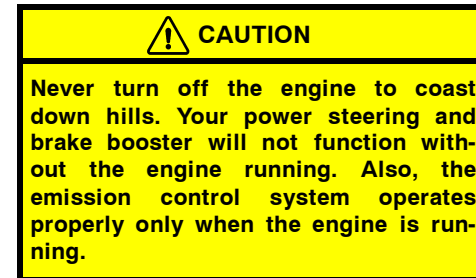 CAUTION
Never turn off the engine to coast
down hills. Your power steering and
brake booster will not function with-
out the engine running. Also, the
emission control system operates
properly only when the engine is run-
ning.